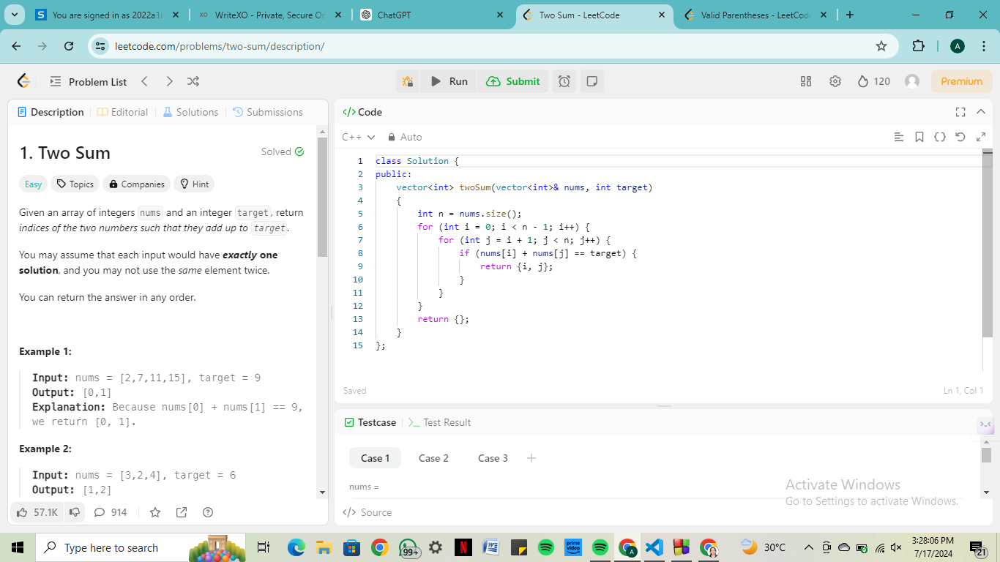 You are signed in as 2022a1r
WriteXO - Private, Secure On
ChatGPT
Two Sum - LeetCode
Valid Parentheses - LeetCode
leetcode.com/problems/two-sum/description/
A
Problem List
Run
Submit
120
Premium
Description
Editorial
Solutions
Submissions
1. Two Sum
Solved
Easy
Topics
Companies
Hint
Given an array of integers nums and an integer target, return
indices of the two numbers such that they add up to target.
You may assume that each input would have exactly one
solution, and you may not use the same element twice.
You can return the answer in any order.
Example 1:
Input: nums = [2,7,11,15], target = 9
Output: [0,1]
Explanation: Because nums[0] + nums[1] == 9,
we return [0, 1].
Example 2:
Input: nums = [3,2,4], target = 6
Output: [1,2]
57.1K
914
</> Code
C++
Auto
1 class Solution {
2 public:
3     vector<int> twoSum(vector<int>& nums, int target)
4     {
5         int n = nums.size();
6         for (int i = 0; i < n - 1; i++) {
7             for (int j = i + 1; j < n; j++) {
8                 if (nums[i] + nums[j] == target) {
9                     return {i, j};
10                 }
11             }
12         }
13         return {};
14     }
15 };
Saved
Ln 1, Col 1
Testcase
Test Result
Case 1
Case 2
Case 3
nums =
</> Source
Activate Windows
Go to Settings to activate Windows.
Type here to search
99+
30°C
3:28:06 PM
7/17/2024
21